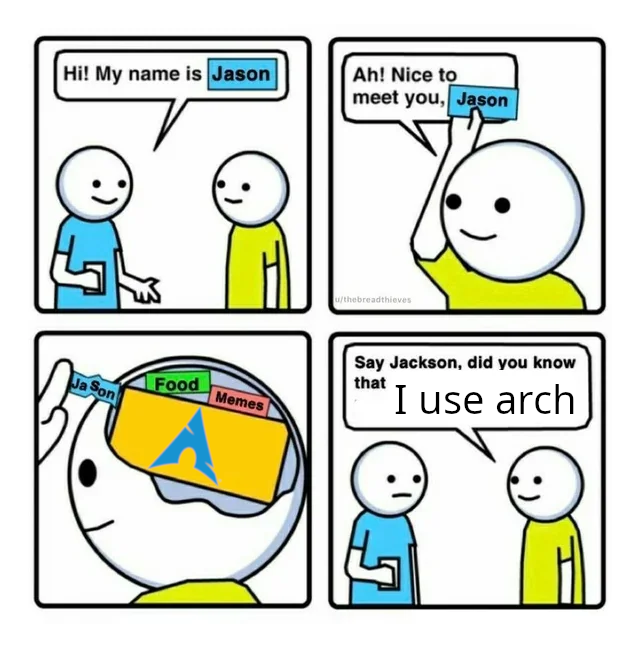 Hi! My name is Jason
Ah! Nice to
meet you, Jason
u/thebreadthieves
Ja Son
Food
Memes
Say Jackson, did you know
that I use arch